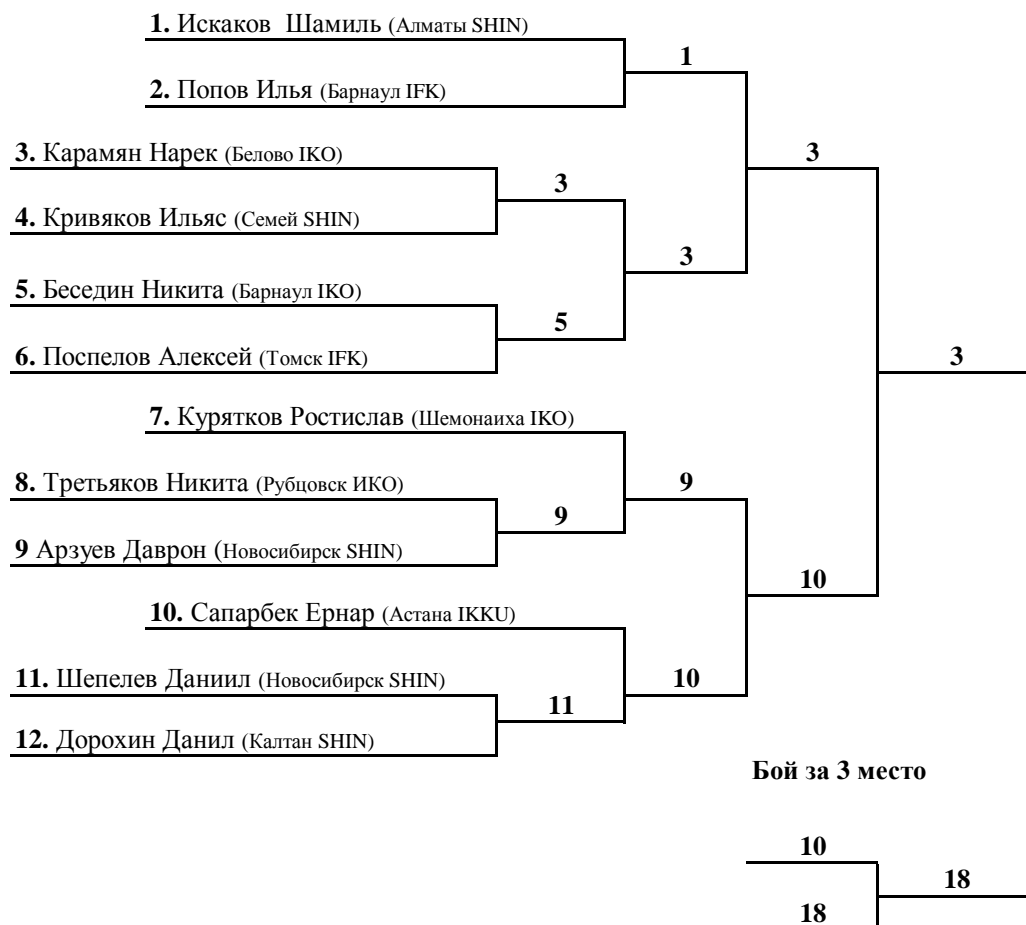 1. Искаков Шамиль (Алматы SHIN)
1
2. Попов Илья (Барнаул IFK)
3. Карамян Нарек (Белово IKO)
3
3
4. Кривяков Ильяс (Семей SHIN)
3
5. Беседин Никита (Барнаул IKO)
5
6. Поспелов Алексей (Томск IFK)
3
7. Курятков Ростислав (Шемонаиха IKO)
8. Третьяков Никита (Рубцовск ИКО)
9
9
9 Арзуев Даврон (Новосибирск SHIN)
10
10. Сапарбек Ернар (Астана IKKU)
11. Шепелев Даниил (Новосибирск SHIN)
10
11
12. Дорохин Данил (Калтан SHIN)
Бой за 3 место
10
18
18